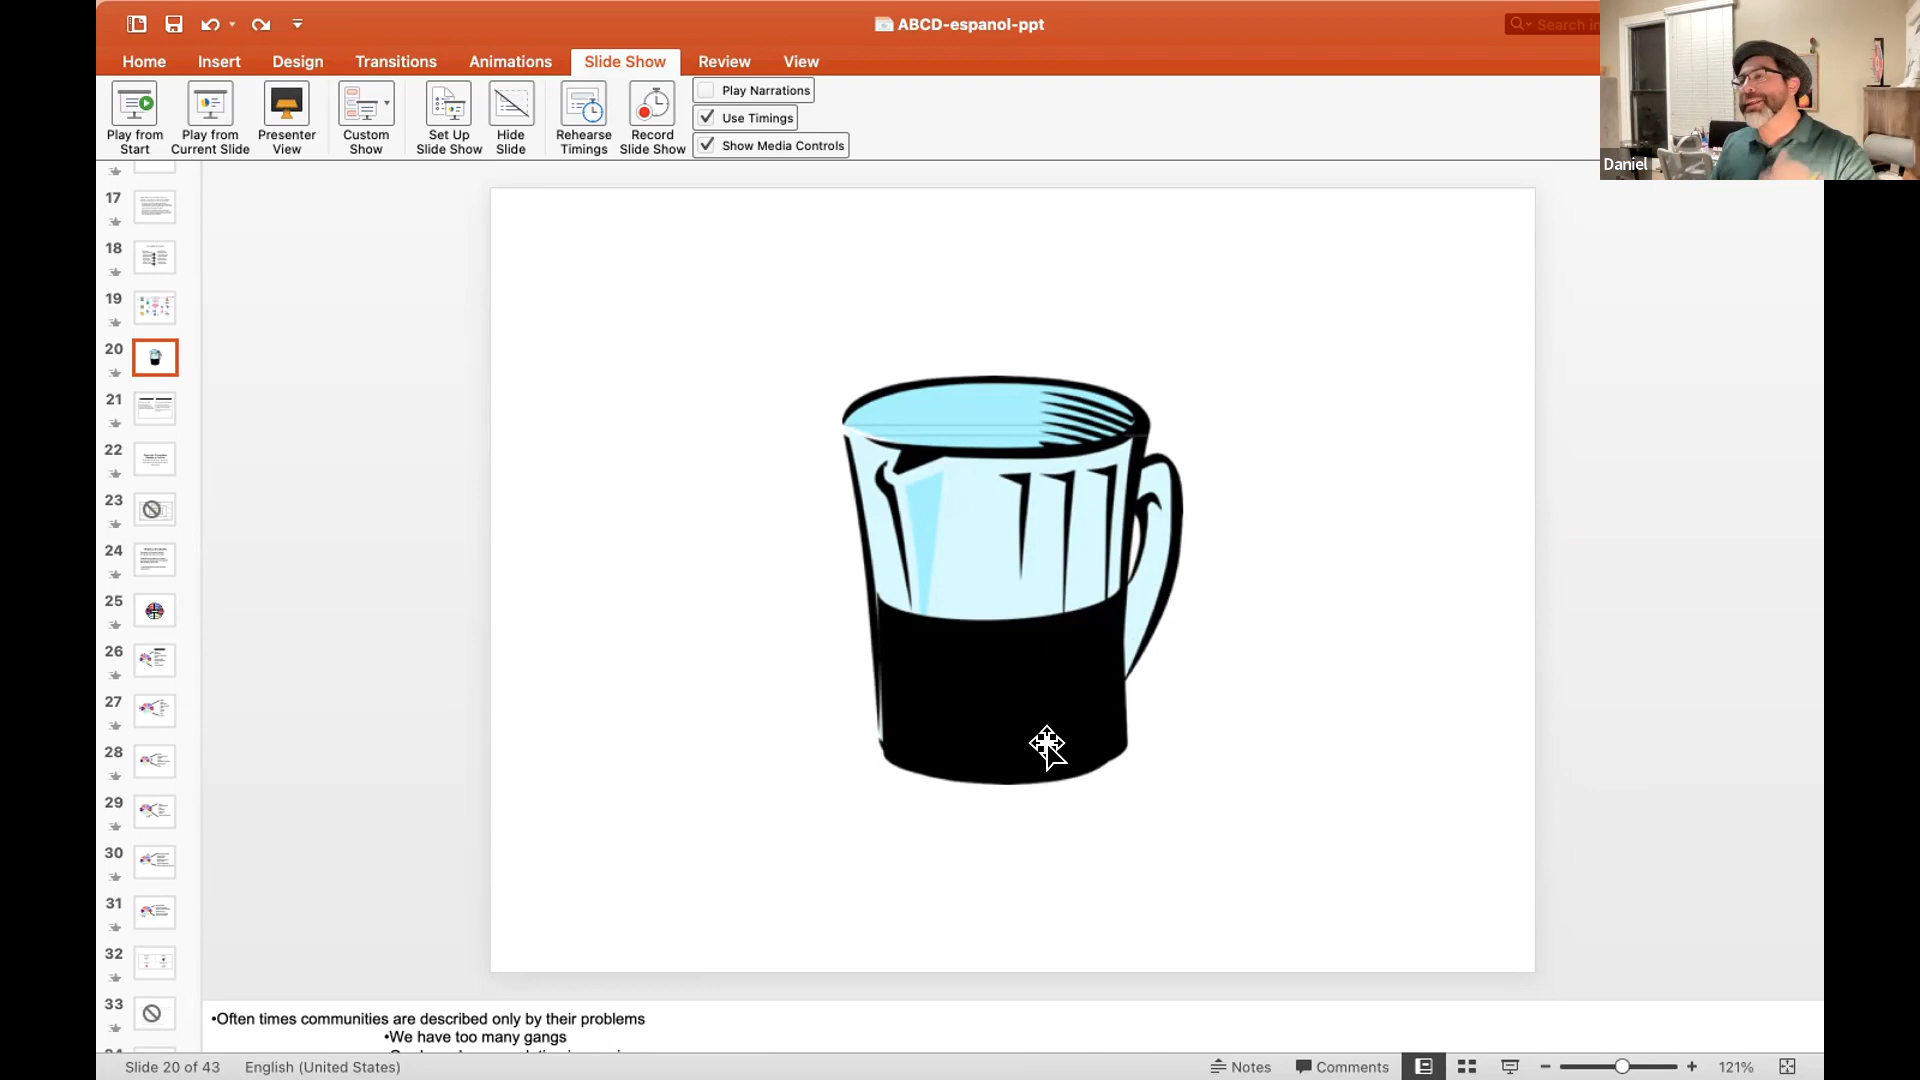 ABCD-espanol-ppt
Search in
Home Insert Design Transitions Animations Slide Show Review View
Play from Start
Play from Current Slide
Presenter View
Custom Show
Set Up Slide Show
Hide Slide
Rehearse Timings
Record Slide Show
Play Narrations
Use Timings
Show Media Controls
Daniel
17
18
19
20
21
22
23
24
25
26
27
28
29
30
31
32
33
•Often times communities are described only by their problems
•We have too many gangs
Slide 20 of 43 English (United States) Notes Comments 121%